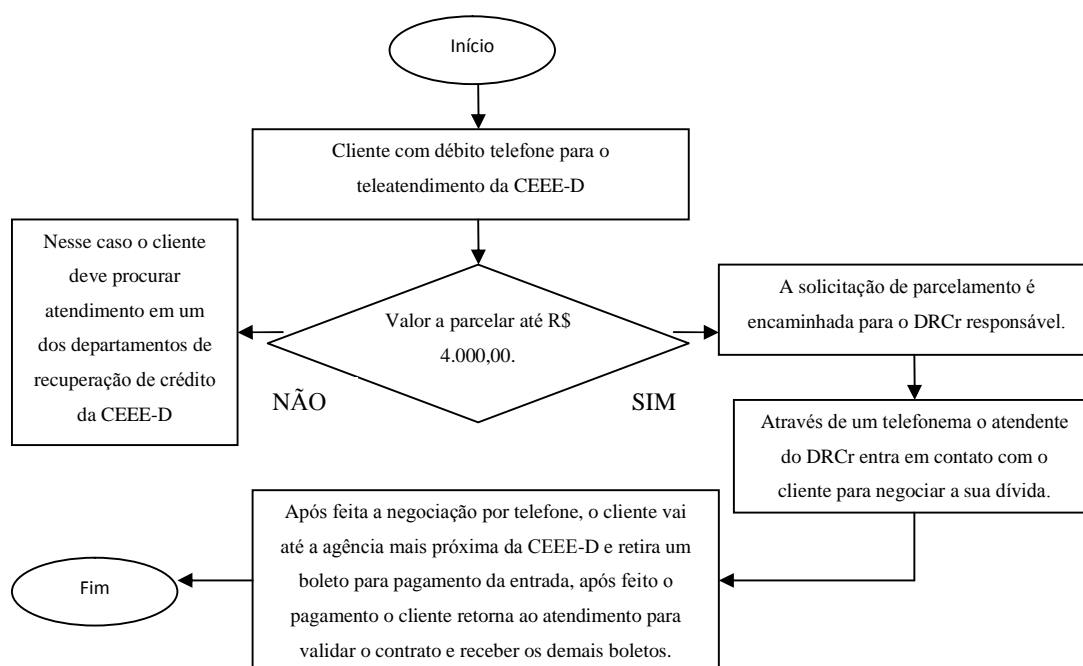 Início
Cliente com débito telefone para o
teleatendimento da CEEE-D
Nesse caso o cliente
deve procurar
atendimento em um
dos departamentos de
recuperação de crédito
da CEEE-D
Valor a parcelar até R$
4.000,00.
NÃO
SIM
A solicitação de parcelamento é
encaminhada para o DRCr responsável.
Através de um telefonema o atendente
do DRCr entra em contato com o
cliente para negociar a sua dívida.
Após feita a negociação por telefone, o cliente vai
até a agência mais próxima da CEEE-D e retira um
boleto para pagamento da entrada, após feito o
pagamento o cliente retorna ao atendimento para
validar o contrato e receber os demais boletos.
Fim